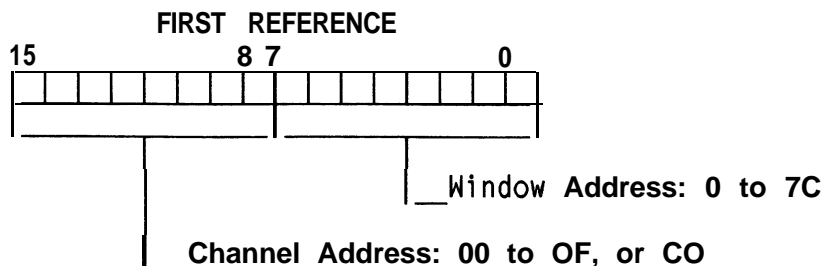 FIRST REFERENCE
15 8 7 0
Window Address: 0 to 7C
Channel Address: 00 to OF, or CO